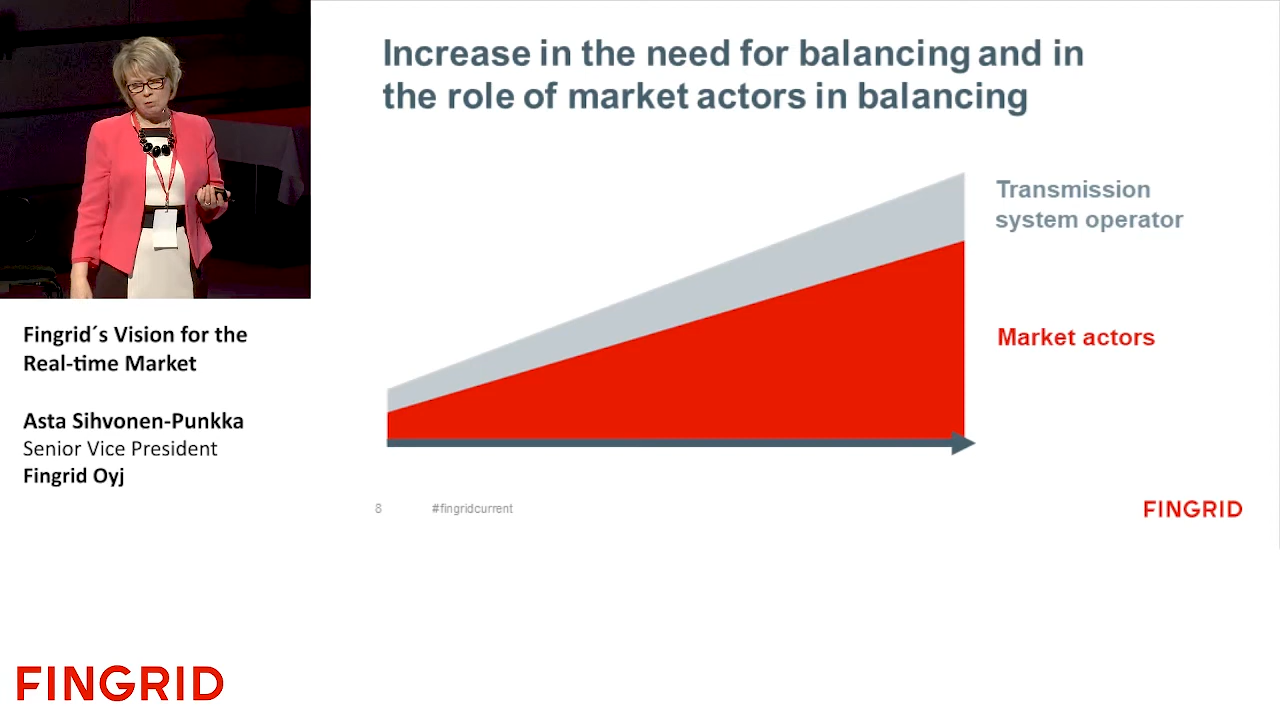 Increase in the need for balancing and in
the role of market actors in balancing
Transmission
system operator
Market actors
8
#fingridcurrent
FINGRID
Fingrid´s Vision for the
Real-time Market
Asta Sihvonen-Punkka
Senior Vice President
Fingrid Oyj
FINGRID